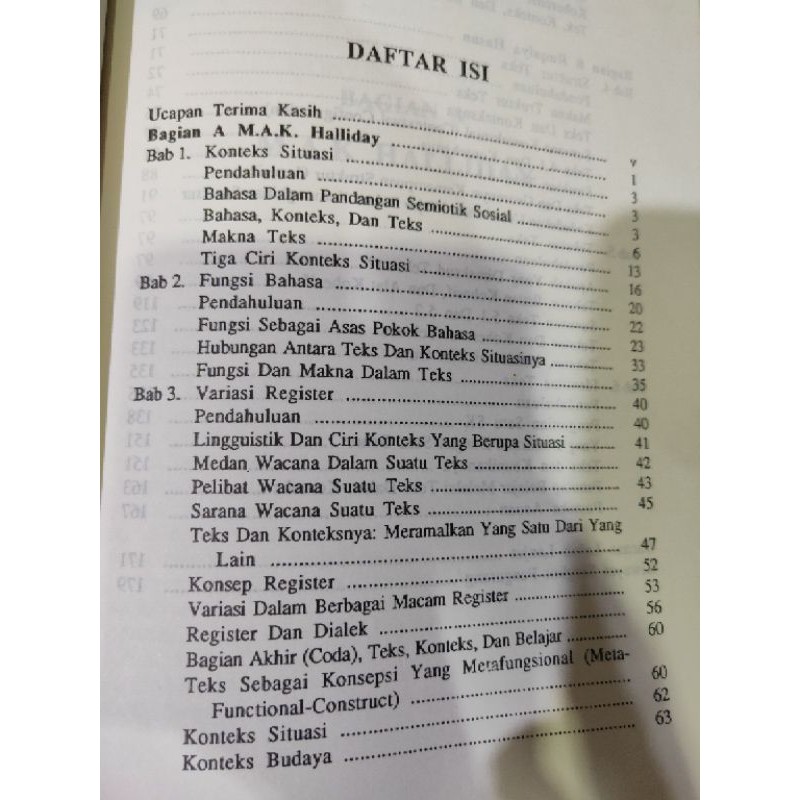 DAFTAR ISI
Ucapan Terima Kasih ........ v
Bagian A M.A.K. Halliday ........ 1
Bab 1. Konteks Situasi ........ 3
Pendahuluan ........ 3
Bahasa Dalam Pandangan Semiotik Sosial ........ 3
Bahasa, Konteks, Dan Teks ........ 6
Makna Teks ........ 13
Tiga Ciri Konteks Situasi ........ 16
Bab 2. Fungsi Bahasa ........ 20
Pendahuluan ........ 22
Fungsi Sebagai Asas Pokok Bahasa ........ 23
Hubungan Antara Teks Dan Konteks Situasinya ........ 33
Fungsi Dan Makna Dalam Teks ........ 35
Bab 3. Variasi Register ........ 40
Pendahuluan ........ 40
Lingguistik Dan Ciri Konteks Yang Berupa Situasi ........ 41
Medan Wacana Dalam Suatu Teks ........ 42
Pelibat Wacana Suatu Teks ........ 43
Sarana Wacana Suatu Teks ........ 45
Teks Dan Konteksnya: Meramalkan Yang Satu Dari Yang
Lain ........ 47
Konsep Register ........ 52
Variasi Dalam Berbagai Macam Register ........ 53
Register Dan Dialek ........ 56
Bagian Akhir (Coda), Teks, Konteks, Dan Belajar ........ 60
Teks Sebagai Konsepsi Yang Metafungsional (Meta-
Functional-Construct) ........ 60
Konteks Situasi ........ 62
Konteks Budaya ........ 63